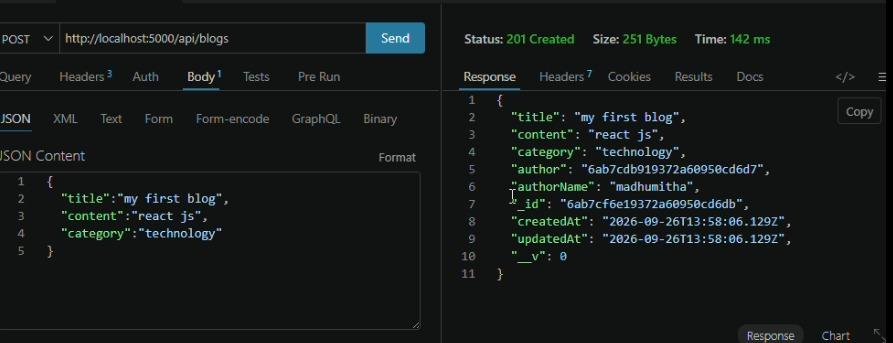 POST http://localhost:5000/api/blogs Send
Query Headers 3 Auth Body 1 Tests Pre Run
JSON XML Text Form Form-encode GraphQL Binary
JSON Content Format
1 {
2 "title":"my first blog",
3 "content":"react js",
4 "category":"technology"
5 }
Status: 201 Created Size: 251 Bytes Time: 142 ms
Response Headers 7 Cookies Results Docs </>
Copy
1 {
2 "title": "my first blog",
3 "content": "react js",
4 "category": "technology",
5 "author": "6ab7cdb919372a60950cd6d7",
6 "authorName": "madhumitha",
7 "_id": "6ab7cf6e19372a60950cd6db",
8 "createdAt": "2026-09-26T13:58:06.129Z",
9 "updatedAt": "2026-09-26T13:58:06.129Z",
10 "__v": 0
11 }
Response Chart